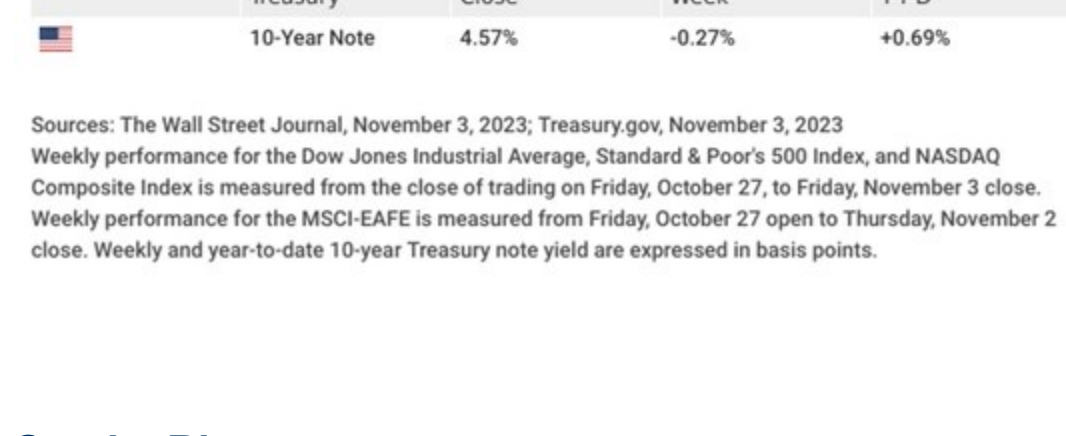 Treasury Close Week Y-T-D
10-Year Note 4.57% -0.27% +0.69%
Sources: The Wall Street Journal, November 3, 2023; Treasury.gov, November 3, 2023
Weekly performance for the Dow Jones Industrial Average, Standard & Poor's 500 Index, and NASDAQ
Composite Index is measured from the close of trading on Friday, October 27, to Friday, November 3 close.
Weekly performance for the MSCI-EAFE is measured from Friday, October 27 open to Thursday, November 2
close. Weekly and year-to-date 10-year Treasury note yield are expressed in basis points.